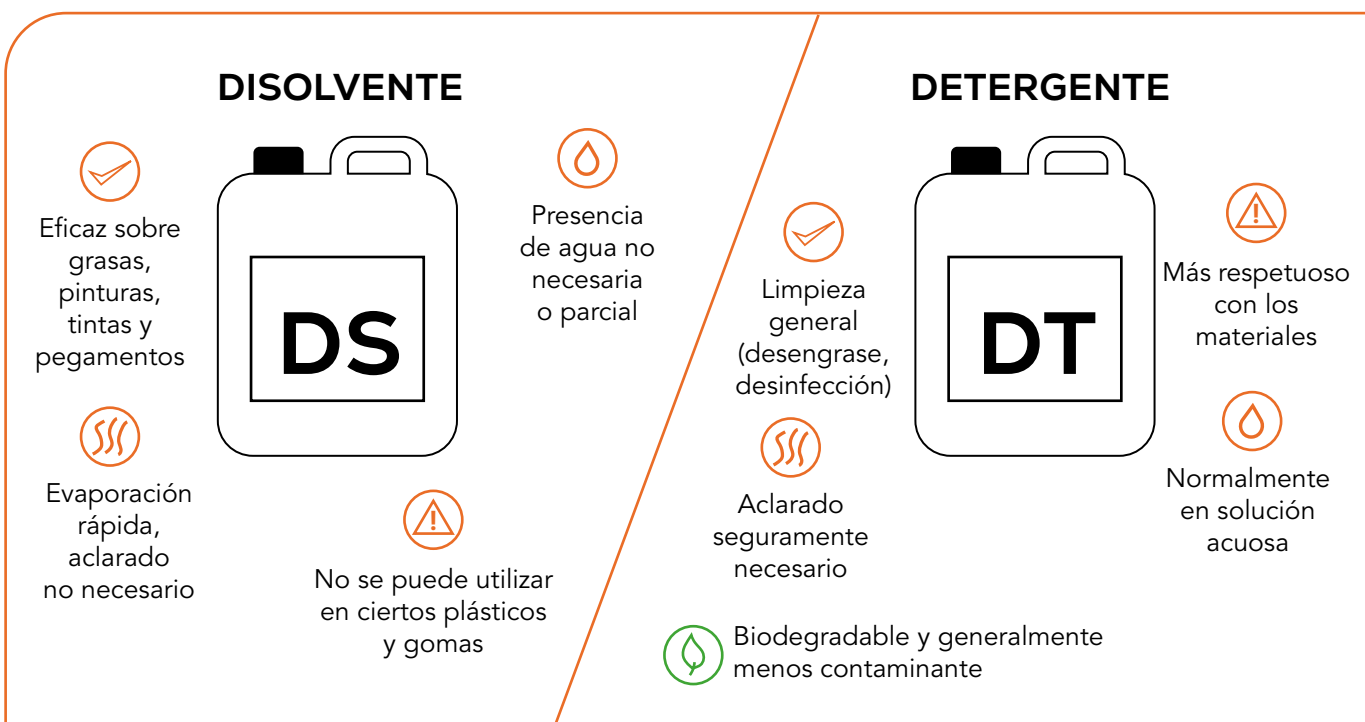 DISOLVENTE
Eficaz sobre
grasas,
pinturas,
tintas y
pegamentos
DS
Presencia
de agua no
necesaria
o parcial
Evaporación
rápida,
aclarado
no necesario
No se puede utilizar
en ciertos plásticos
y gomas
DETERGENTE
Limpieza
general
(desengrase,
desinfección)
DT
Más respetuoso
con los
materiales
Aclarado
seguramente
necesario
Normalmente
en solución
acuosa
Biodegradable y generalmente
menos contaminante